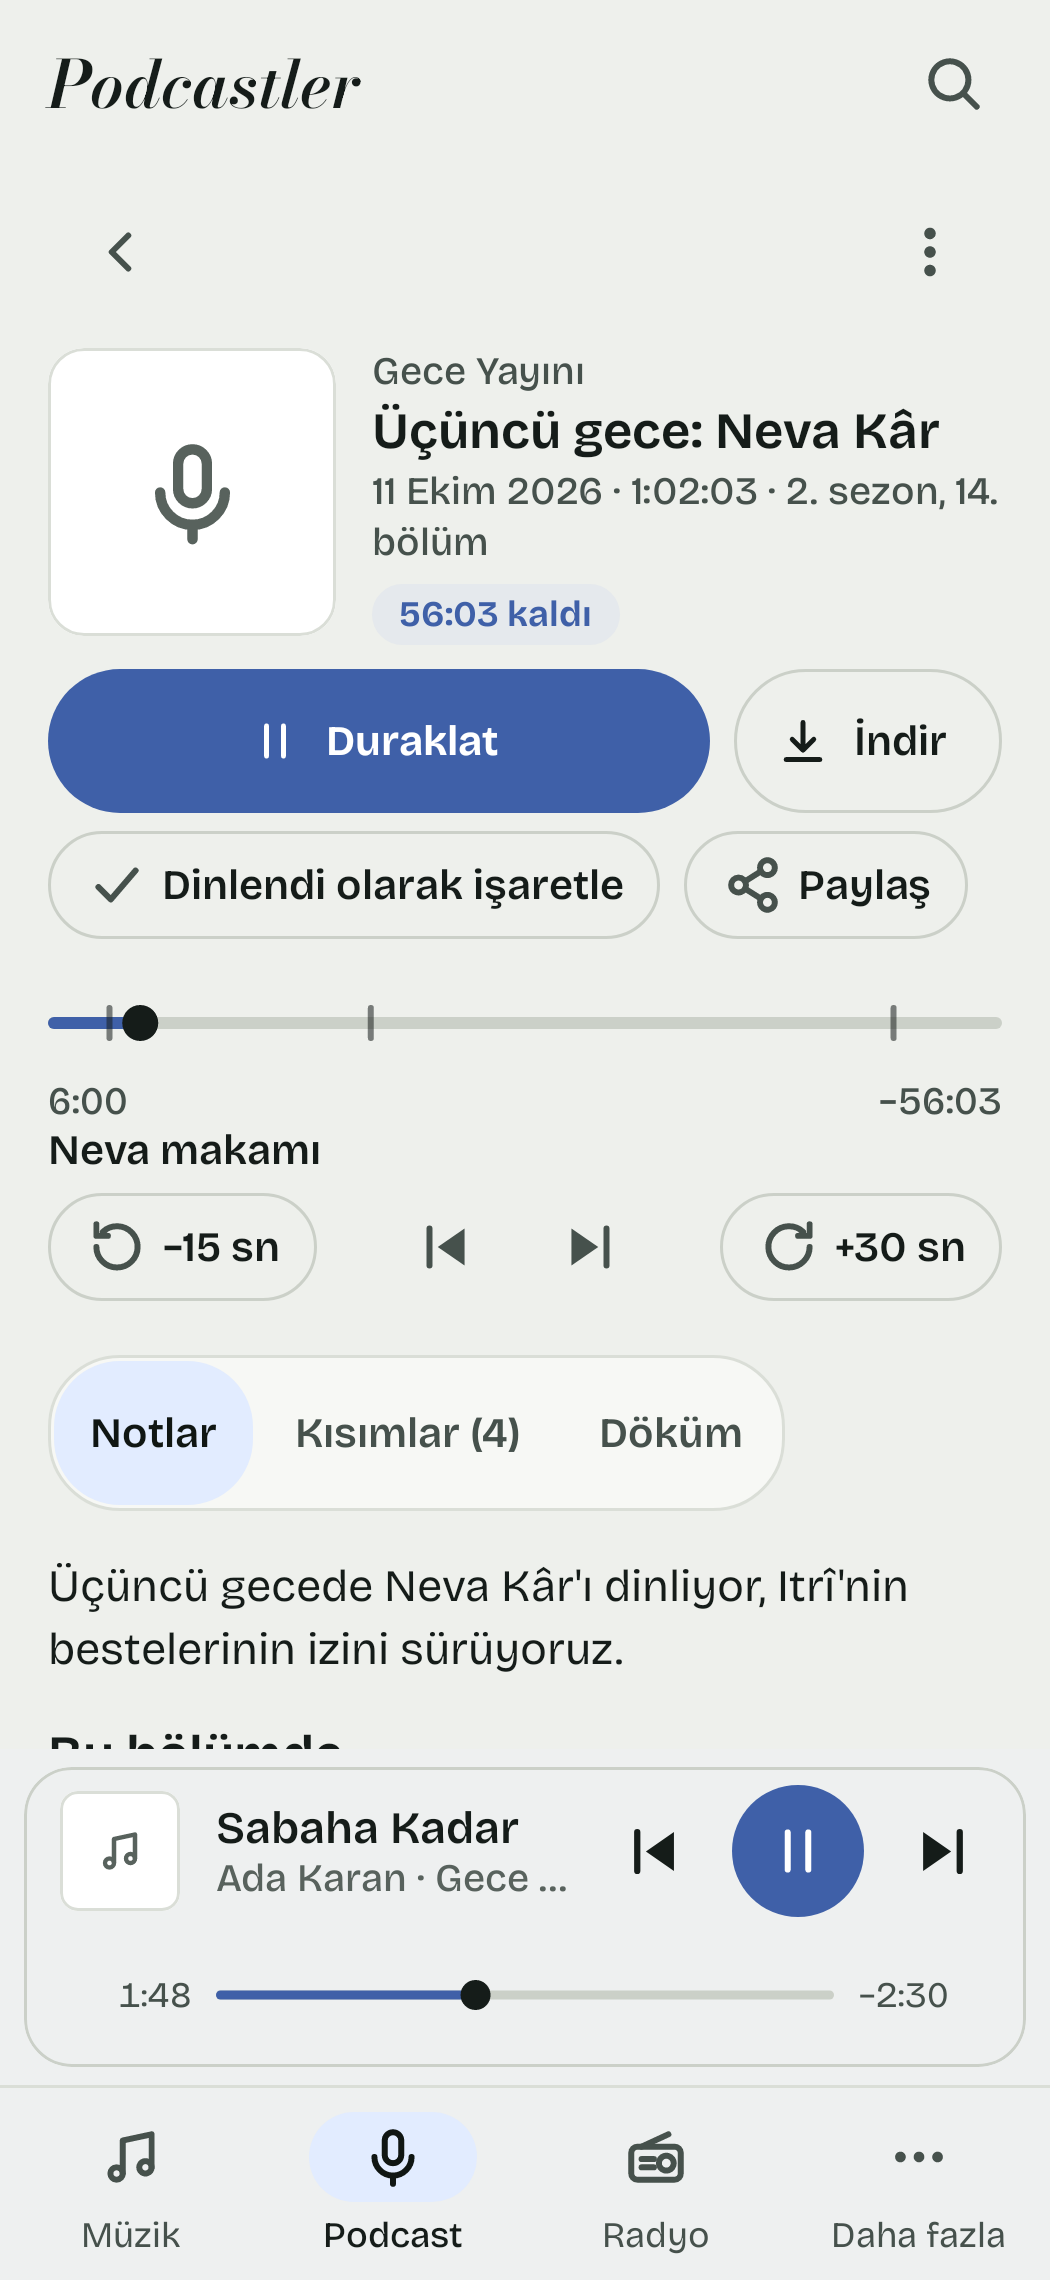 Podcastler
Gece Yayını
Üçüncü gece: Neva Kâr
11 Ekim 2026 · 1:02:03 · 2. sezon, 14.
bölüm
56:03 kaldı
Duraklat
İndir
Dinlendi olarak işaretle
Paylaş
6:00
−56:03
Neva makamı
−15 sn
+30 sn
Notlar
Kısımlar (4)
Döküm
Üçüncü gecede Neva Kâr'ı dinliyor, Itrî'nin
bestelerinin izini sürüyoruz.
Bu bölümde
Sabaha Kadar
Ada Karan · Gece ...
1:48
−2:30
Müzik
Podcast
Radyo
Daha fazla